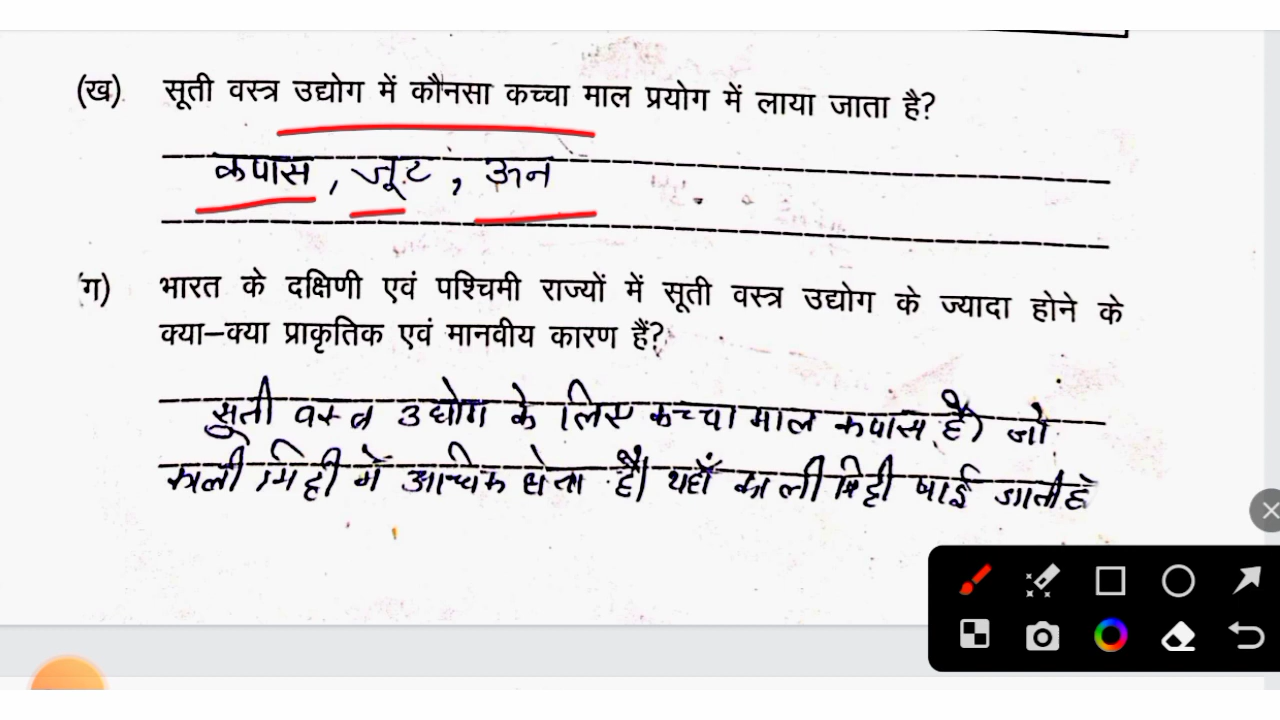 (ख) सूती वस्त्र उद्योग में कौनसा कच्चा माल प्रयोग में लाया जाता है?
कपास, जूट, ऊन
ग) भारत के दक्षिणी एवं पश्चिमी राज्यों में सूती वस्त्र उद्योग के ज्यादा होने के
क्या–क्या प्राकृतिक एवं मानवीय कारण हैं?
सुती वस्त्र उद्योग के लिए कच्चा माल कपास है। जो
काली मिट्टी में अधिक होता है। यहाँ काली मिट्टी पाई जाती है